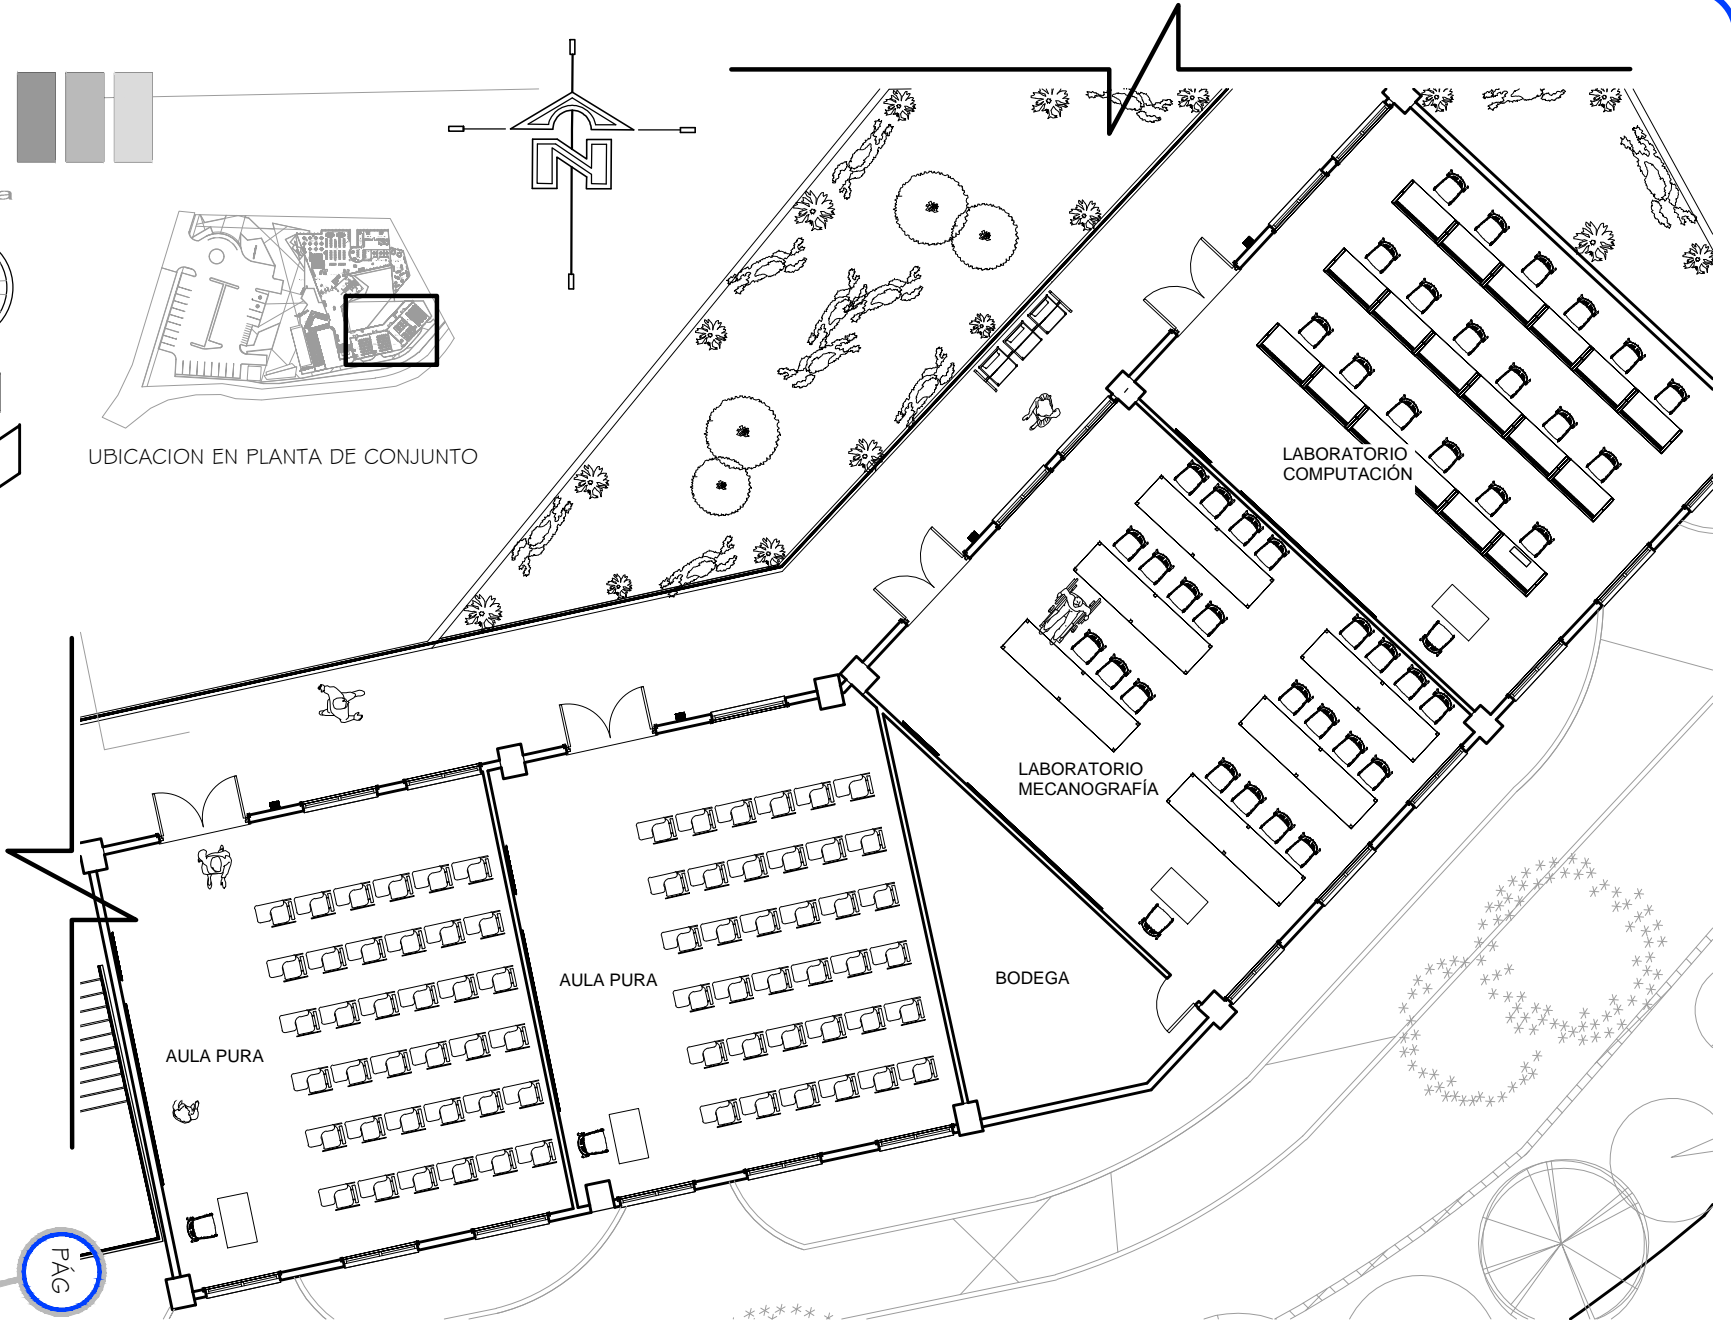 N
UBICACION EN PLANTA DE CONJUNTO
LABORATORIO
COMPUTACIÓN
LABORATORIO
MECANOGRAFÍA
AULA PURA
BODEGA
AULA PURA
PÁG